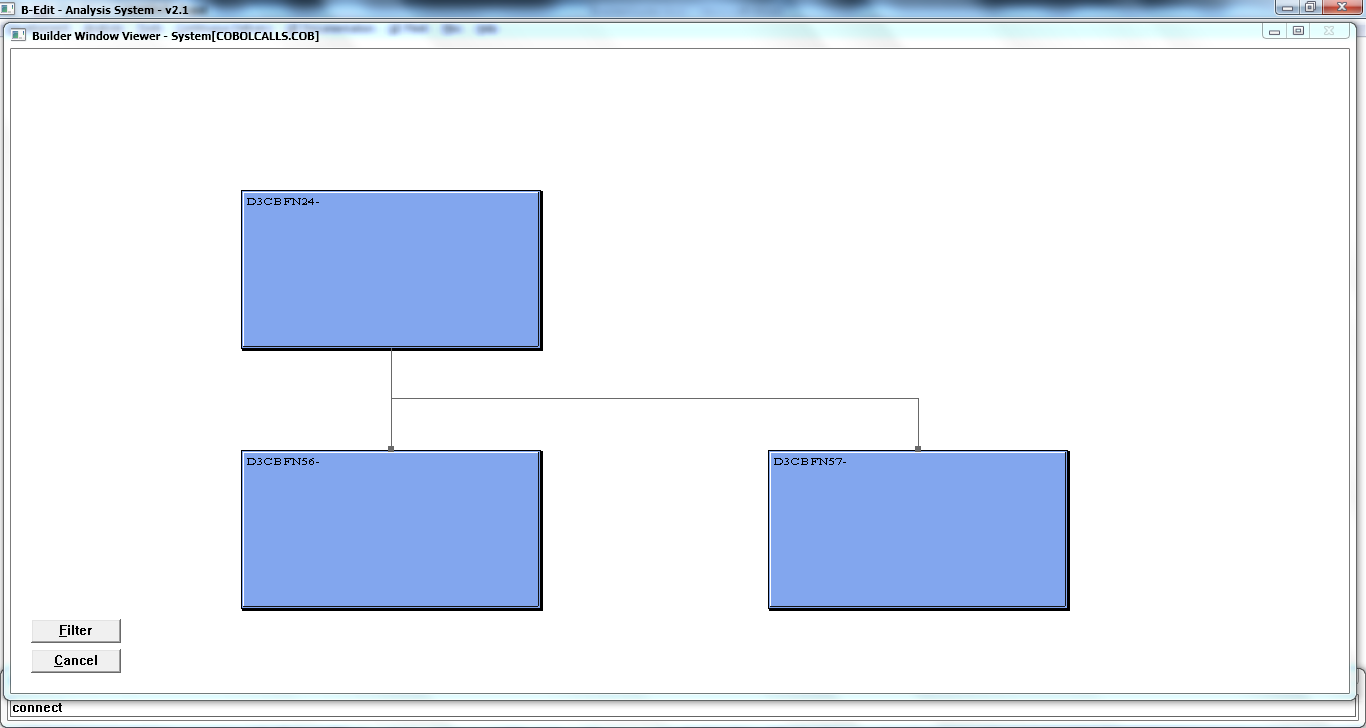 B-Edit - Analysis System - v2.1
Builder Window Viewer - System[COBOLCALLS.COB]
D3CBFN24-
D3CBFN56-
D3CBFN57-
Filter
Cancel
connect